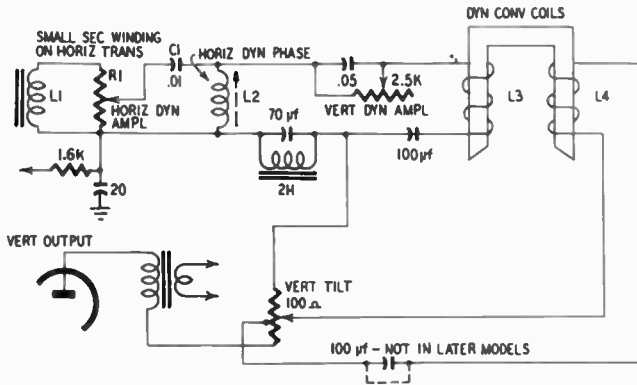 SMALL SEC WINDING
ON HORIZ TRANS
R1
C1
.01
HORIZ DYN PHASE
DYN CONV COILS
L1
HORIZ DYN
AMPL
L2
.05
2.5K
VERT DYN AMPL
L3
L4
70 µf
100µf
1.6K
20
2H
VERT OUTPUT
VERT TILT
100Ω
100 µf - NOT IN LATER MODELS